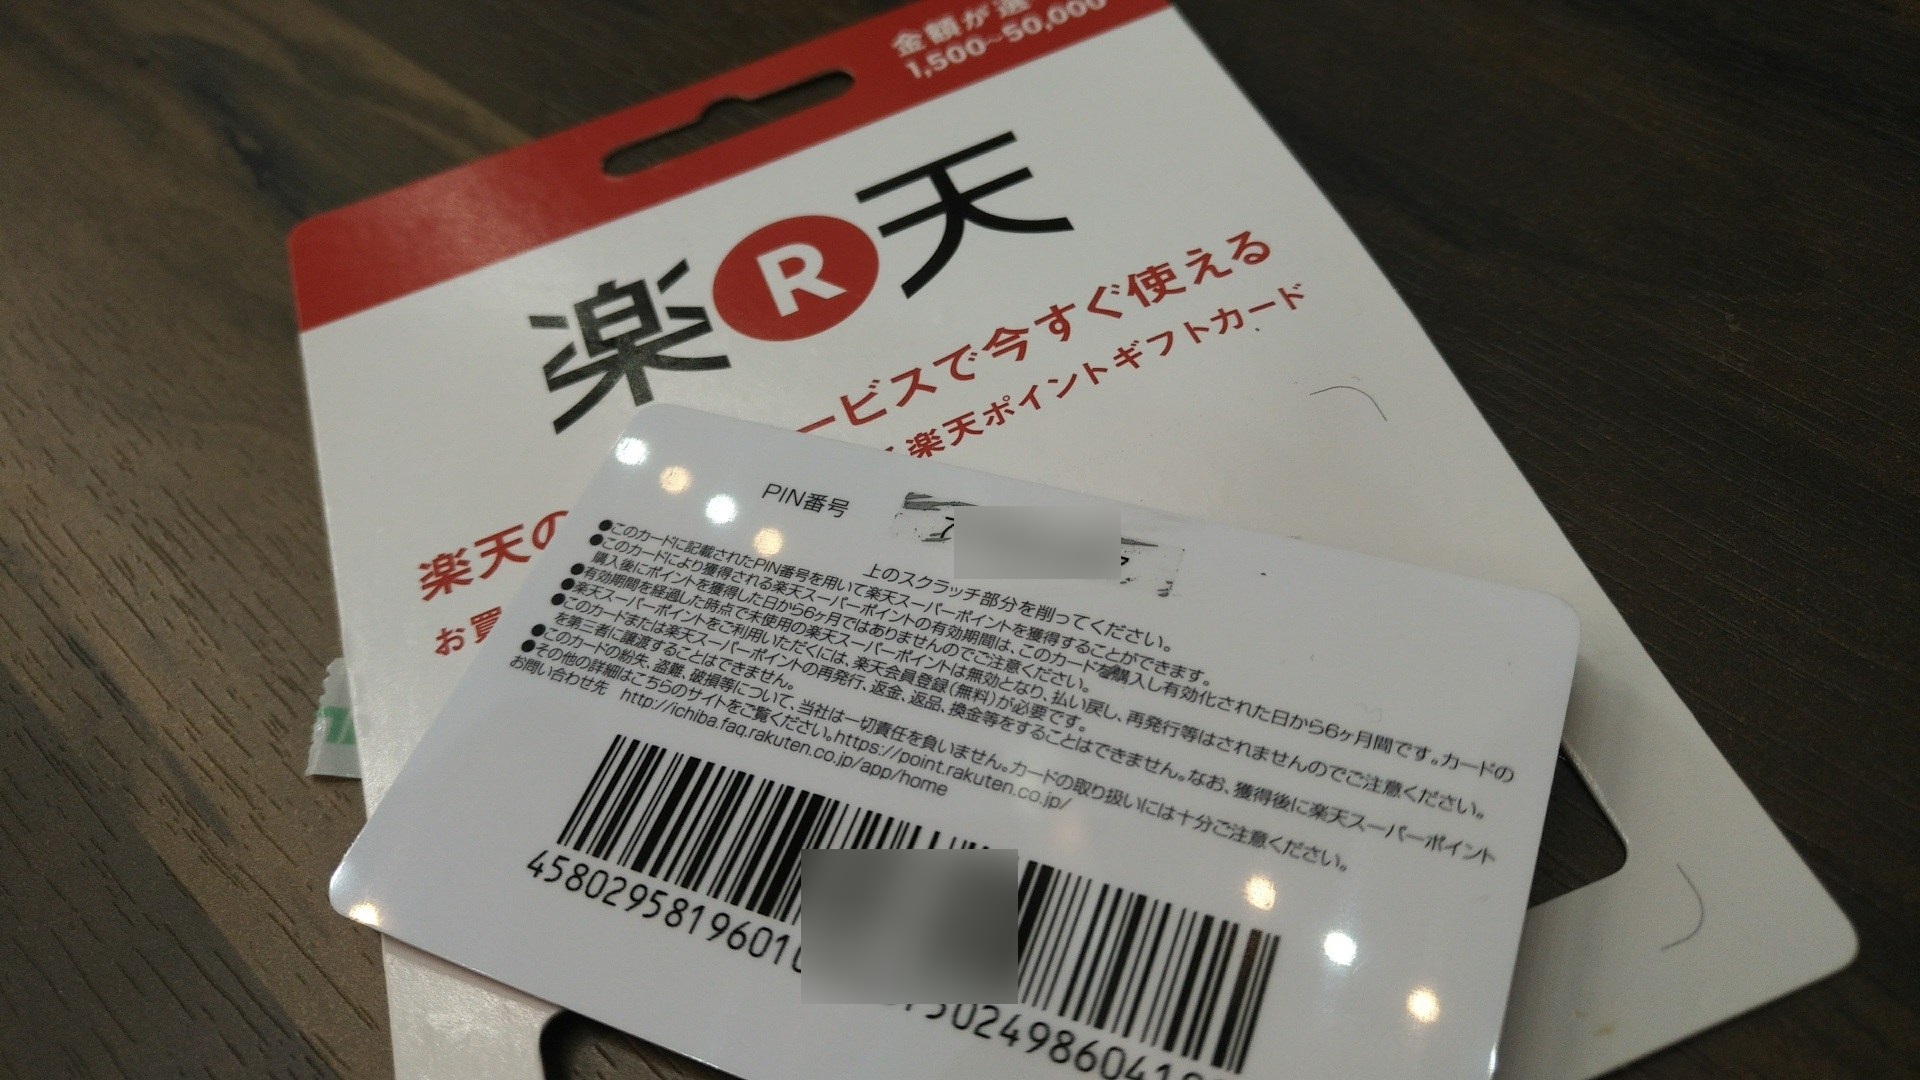 金額が選
1,500~50,000
楽R天
ービスで今すぐ使える
楽天ポイントギフトカード
楽天の
お買
PIN番号
上のスクラッチ部分を削ってください。
●このカードに記載されたPIN番号を用いて楽天スーパーポイントを獲得することができます。
●このカードにより獲得される楽天スーパーポイントの有効期間は、このカードを購入し有効化された日から6ヶ月間です。カードの
購入後にポイントを獲得した日から6ヶ月ではありませんのでご注意ください。
●有効期間を経過した時点で未使用の楽天スーパーポイントは無効となり、払い戻し、再発行等はされませんのでご注意ください。
●楽天スーパーポイントをご利用いただくには、楽天会員登録(無料)が必要です。
●このカードまたは楽天スーパーポイントの再発行、返金、返品、換金等をすることはできません。なお、獲得後に楽天スーパーポイント
を第三者に譲渡することはできません。
●このカードの紛失、盗難、破損等について、当社は一切責任を負いません。カードの取り扱いには十分ご注意ください。
●その他の詳細はこちらのサイトをご覧ください。https://point.rakuten.co.jp/
お問い合わせ先 http://ichiba.faq.rakuten.co.jp/app/home
45802958196010
502498604